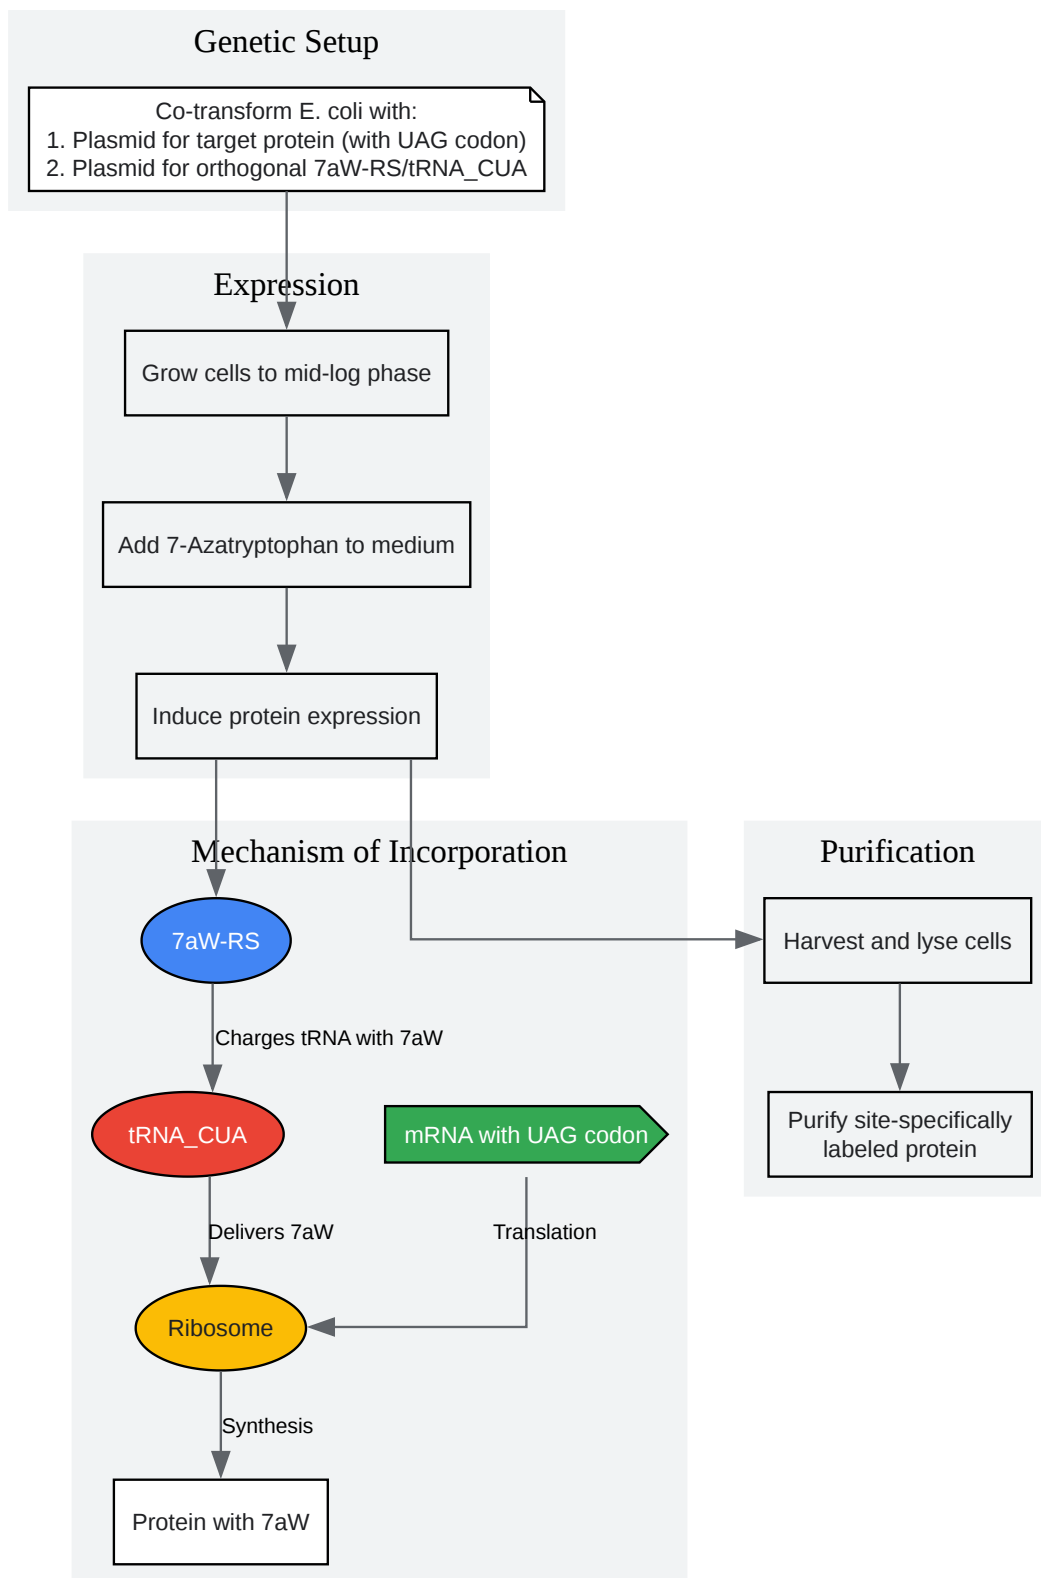 Genetic Setup
Co-transform E. coli with:
1. Plasmid for target protein (with UAG codon)
2. Plasmid for orthogonal 7aW-RS/tRNA_CUA
Expression
Grow cells to mid-log phase
Add 7-Azatryptophan to medium
Induce protein expression
Mechanism of Incorporation
7aW-RS
Charges tRNA with 7aW
tRNA_CUA
mRNA with UAG codon
Delivers 7aW
Translation
Ribosome
Synthesis
Protein with 7aW
Purification
Harvest and lyse cells
Purify site-specifically
labeled protein